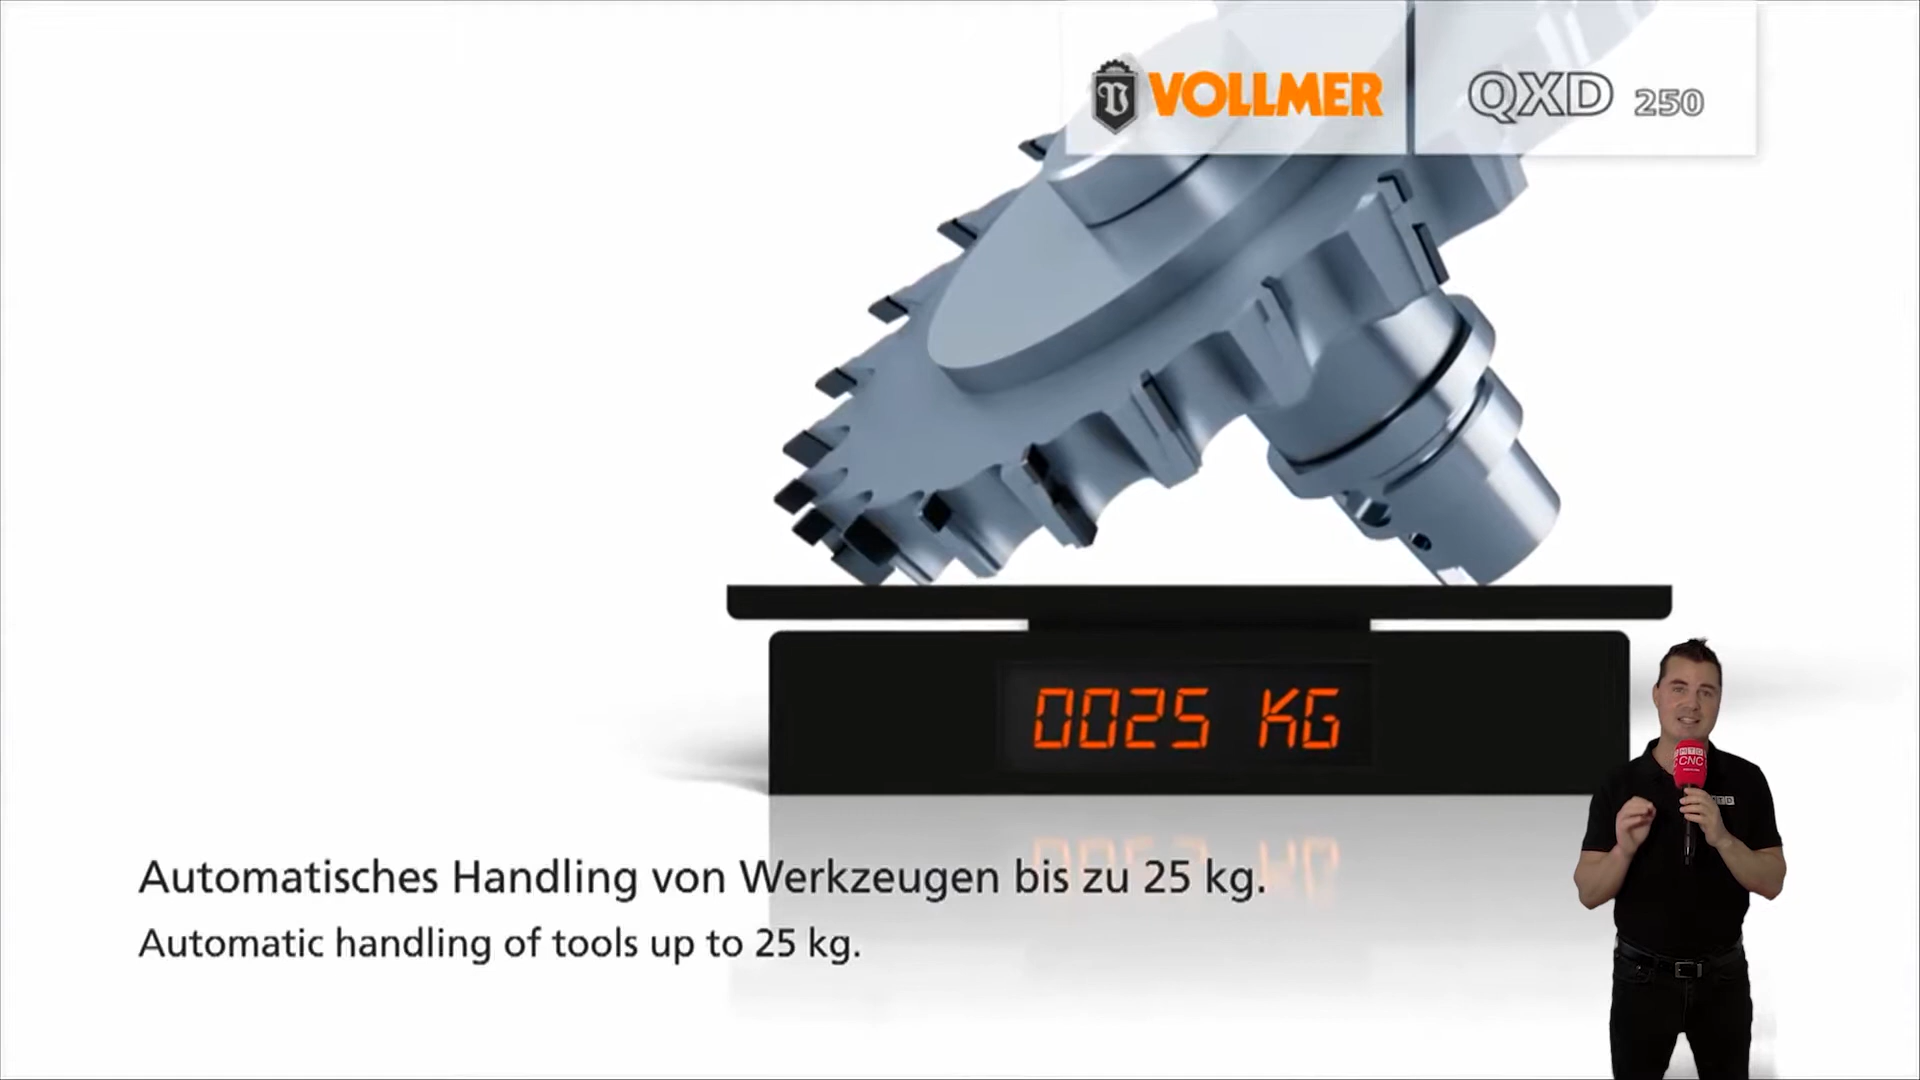 VOLLMER
QXD 250
0025 KG
CNC
Automatisches Handling von Werkzeugen bis zu 25 kg.
Automatic handling of tools up to 25 kg.